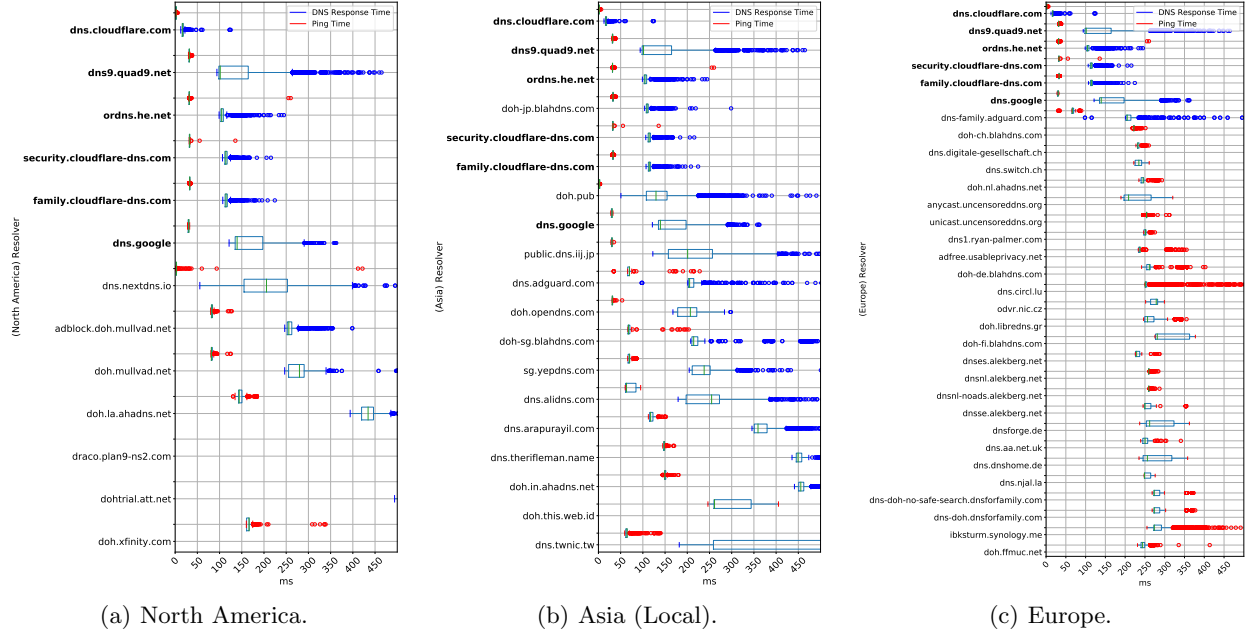 DNS Response Time
Ping Time
dns.cloudflare.com
dns9.quad9.net
ordns.he.net
security.cloudflare-dns.com
family.cloudflare-dns.com
dns.google
dns.nextdns.io
adblock.doh.mullvad.net
doh.mullvad.net
doh.la.ahadns.net
draco.plan9-ns2.com
dohtrial.att.net
doh.xfinity.com
(North America) Resolver
0 50 100 150 200 250 300 350 400 450
ms
(a) North America.
DNS Response Time
Ping Time
dns.cloudflare.com
dns9.quad9.net
ordns.he.net
doh-jp.blahdns.com
security.cloudflare-dns.com
family.cloudflare-dns.com
doh.pub
dns.google
public.dns.iij.jp
dns.adguard.com
doh.opendns.com
doh-sg.blahdns.com
sg.yepdns.com
dns.alidns.com
dns.arapurayil.com
dns.therifleman.name
doh.in.ahadns.net
doh.this.web.id
dns.twnic.tw
(Asia) Resolver
0 50 100 150 200 250 300 350 400 450
ms
(b) Asia (Local).
DNS Response Time
Ping Time
dns.cloudflare.com
dns9.quad9.net
ordns.he.net
security.cloudflare-dns.com
family.cloudflare-dns.com
dns.google
dns-family.adguard.com
doh-ch.blahdns.com
dns.digitale-gesellschaft.ch
dns.switch.ch
doh.nl.ahadns.net
anycast.uncensoreddns.org
unicast.uncensoreddns.org
dns1.ryan-palmer.com
adfree.usableprivacy.net
doh-de.blahdns.com
dns.circl.lu
odvr.nic.cz
doh.libredns.gr
doh-fi.blahdns.com
dnses.alekberg.net
dnsnl.alekberg.net
dnsnl-noads.alekberg.net
dnsse.alekberg.net
dnsforge.de
dns.aa.net.uk
dns.dnshome.de
dns.njal.la
dns-doh-no-safe-search.dnsforfamily.com
dns-doh.dnsforfamily.com
ibksturm.synology.me
doh.ffmuc.net
(Europe) Resolver
0 50 100 150 200 250 300 350 400 450
ms
(c) Europe.